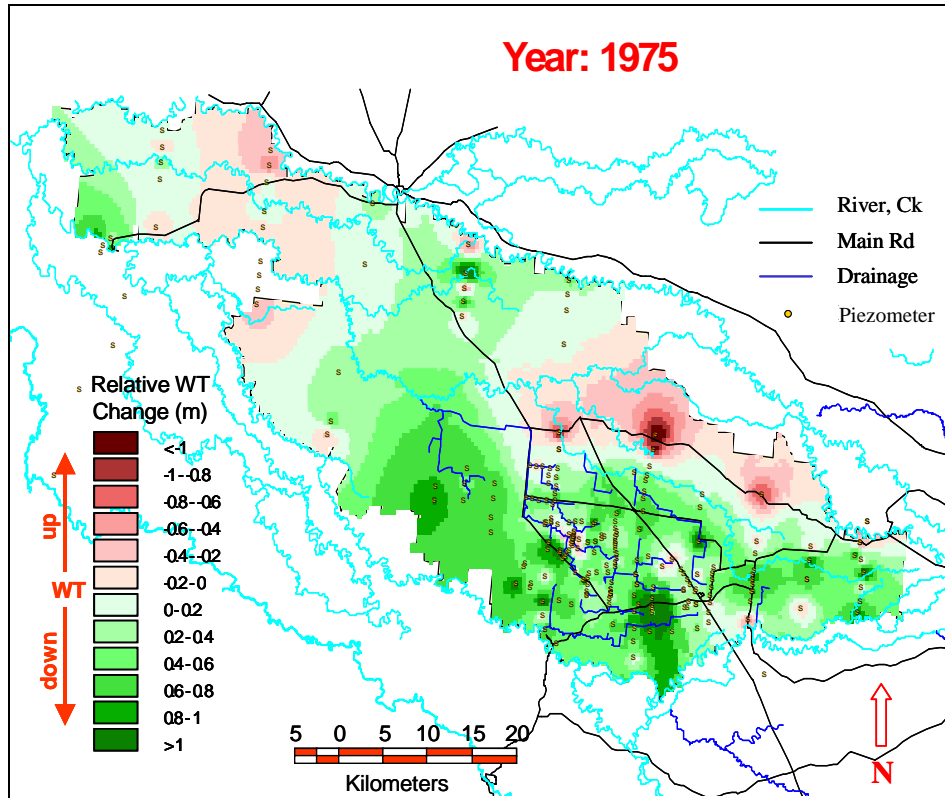 Year: 1975
River, Ck
Main Rd
Drainage
Piezometer
Relative WT
Change (m)
<-1
-1--0.8
-0.8--0.6
-0.6--0.4
-0.4--0.2
-0.2-0
0-0.2
0.2-0.4
0.4-0.6
0.6-0.8
0.8-1
>1
up
WT
down
5 0 5 10 15 20
Kilometers
N